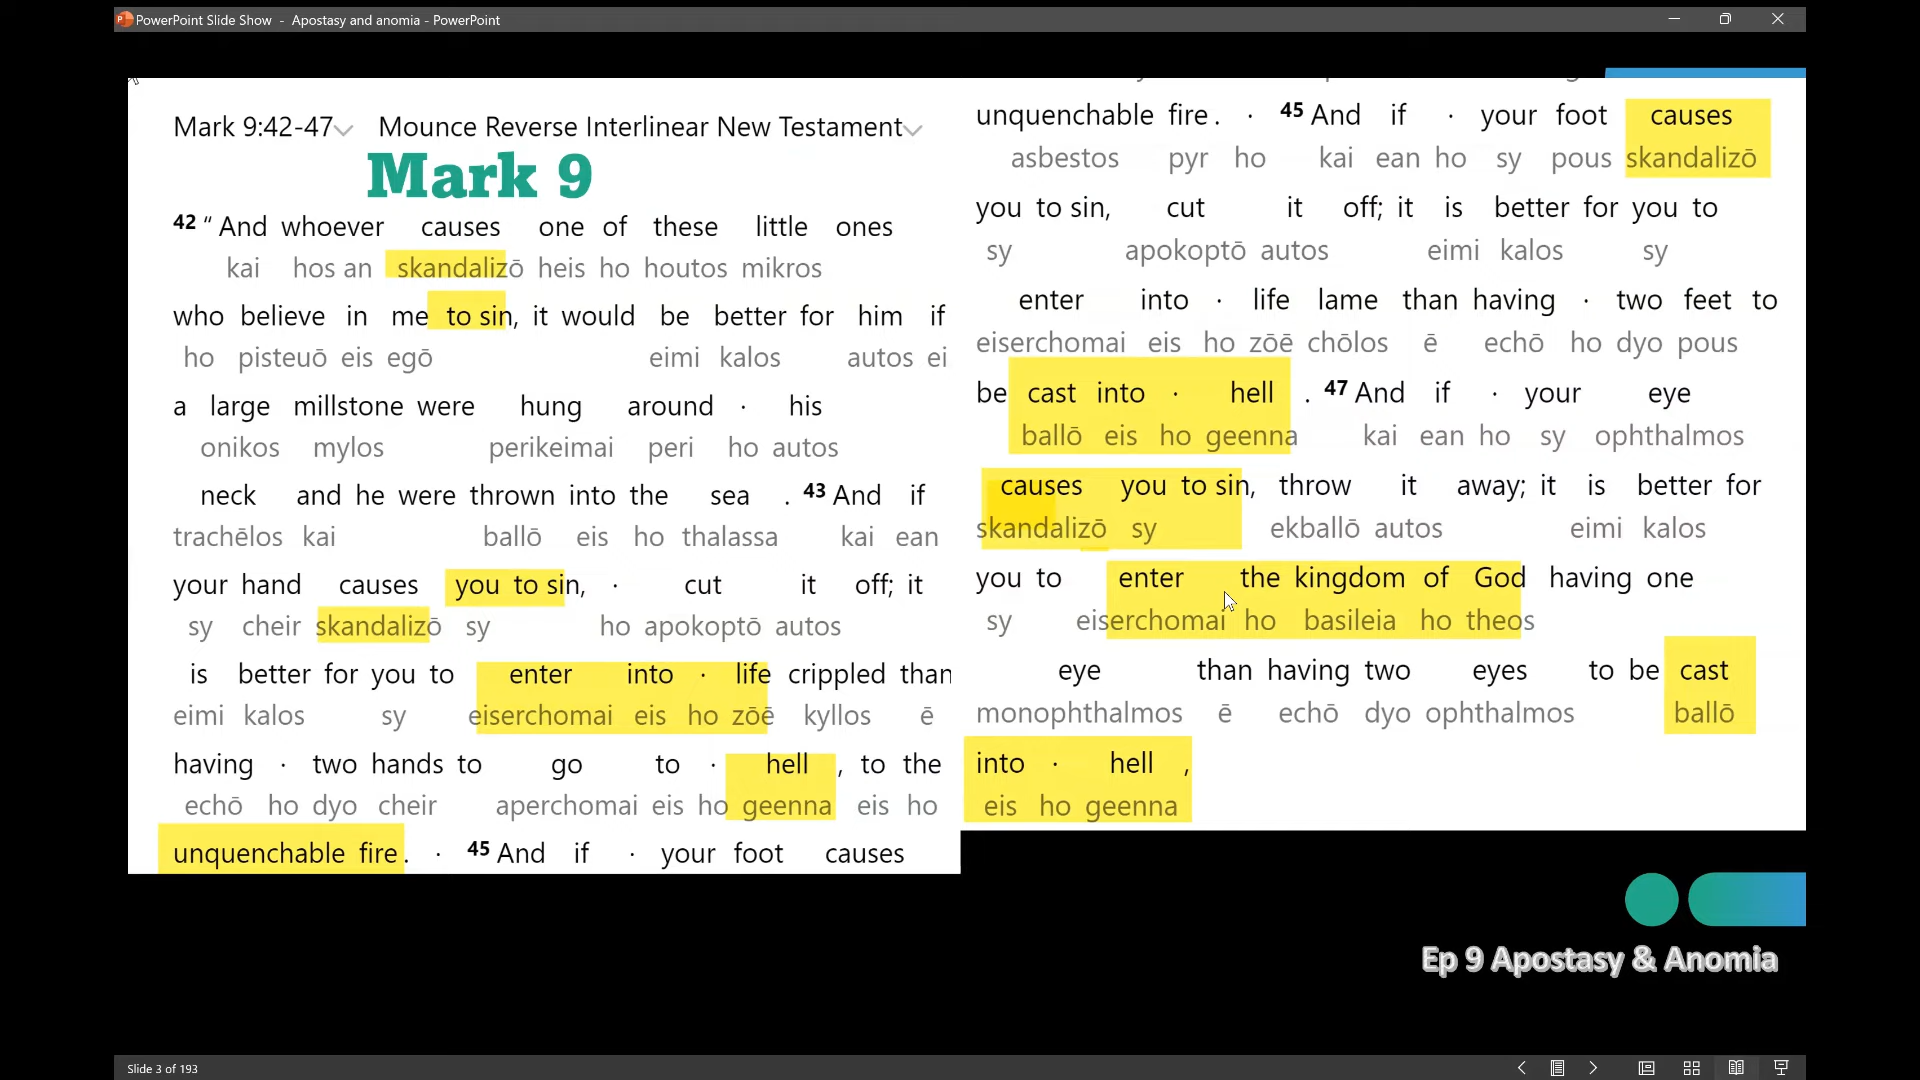 PowerPoint Slide Show - Apostasy and anomia - PowerPoint
Mark 9:42-47 Mounce Reverse Interlinear New Testament
Mark 9
42 “ And whoever causes one of these little ones
kai hos an skandalizō heis ho houtos mikros
who believe in me to sin, it would be better for him if
ho pisteuō eis egō eimi kalos autos ei
a large millstone were hung around · his
onikos mylos perikeimai peri ho autos
neck and he were thrown into the sea . 43 And if
trachēlos kai ballō eis ho thalassa kai ean
your hand causes you to sin, · cut it off; it
sy cheir skandalizō sy ho apokoptō autos
is better for you to enter into · life crippled than
eimi kalos sy eiserchomai eis ho zōē kyllos ē
having · two hands to go to · hell , to the
echō ho dyo cheir aperchomai eis ho geenna eis ho
unquenchable fire . · 45 And if · your foot causes
unquenchable fire . · 45 And if · your foot causes
asbestos pyr ho kai ean ho sy pous skandalizō
you to sin, cut it off; it is better for you to
sy apokoptō autos eimi kalos sy
enter into · life lame than having · two feet to
eiserchomai eis ho zōē chōlos ē echō ho dyo pous
be cast into · hell . 47 And if · your eye
ballō eis ho geenna kai ean ho sy ophthalmos
causes you to sin, throw it away; it is better for
skandalizō sy ekballō autos eimi kalos
you to enter the kingdom of God having one
sy eiserchomai ho basileia ho theos
eye than having two eyes to be cast
monophthalmos ē echō dyo ophthalmos ballō
into · hell ,
eis ho geenna
Ep 9 Apostasy & Anomia
Slide 3 of 193